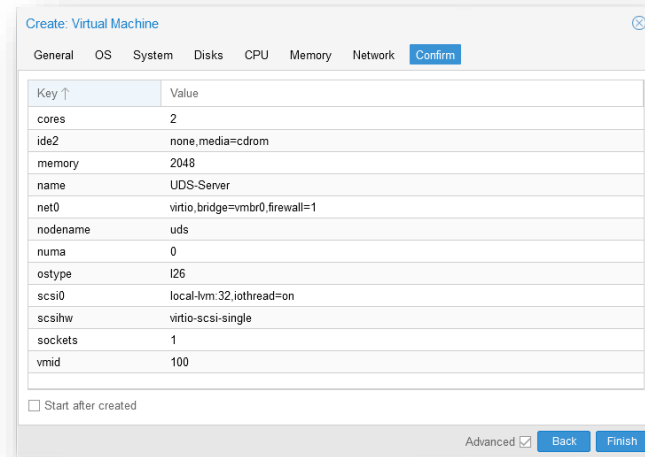 Create: Virtual Machine
General OS System Disks CPU Memory Network Confirm
Key ↑ Value
cores 2
ide2 none,media=cdrom
memory 2048
name UDS-Server
net0 virtio,bridge=vmbr0,firewall=1
nodename uds
numa 0
ostype l26
scsi0 local-lvm:32,iothread=on
scsihw virtio-scsi-single
sockets 1
vmid 100
Start after created
Advanced Back Finish